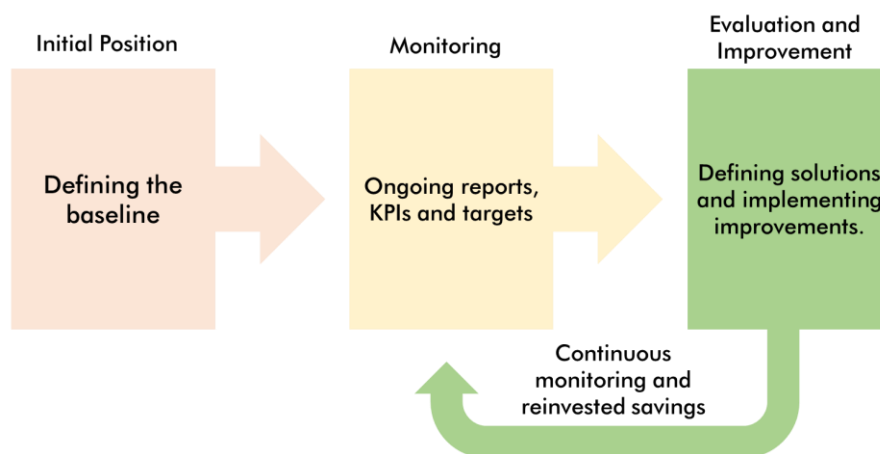 Initial Position
Defining the
baseline
Monitoring
Ongoing reports,
KPIs and targets
Evaluation and
Improvement
Defining solutions
and implementing
improvements.
Continuous
monitoring and
reinvested savings